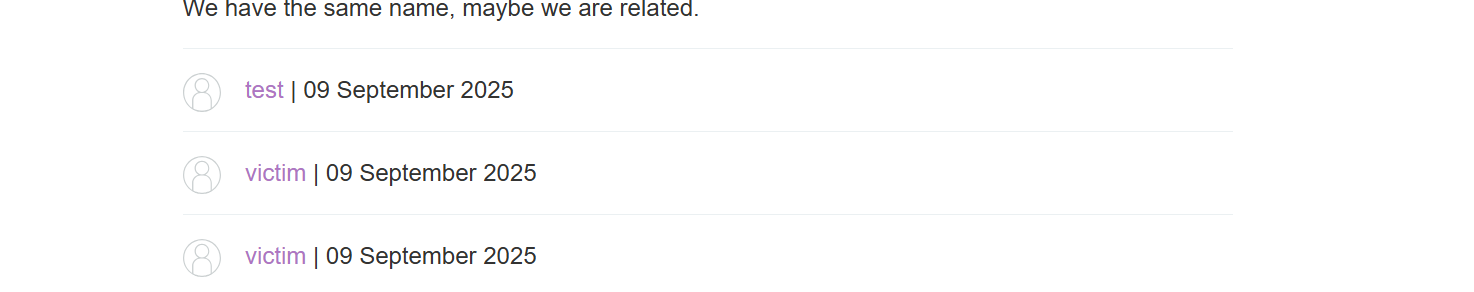 We have the same name, maybe we are related.
test | 09 September 2025
victim | 09 September 2025
victim | 09 September 2025